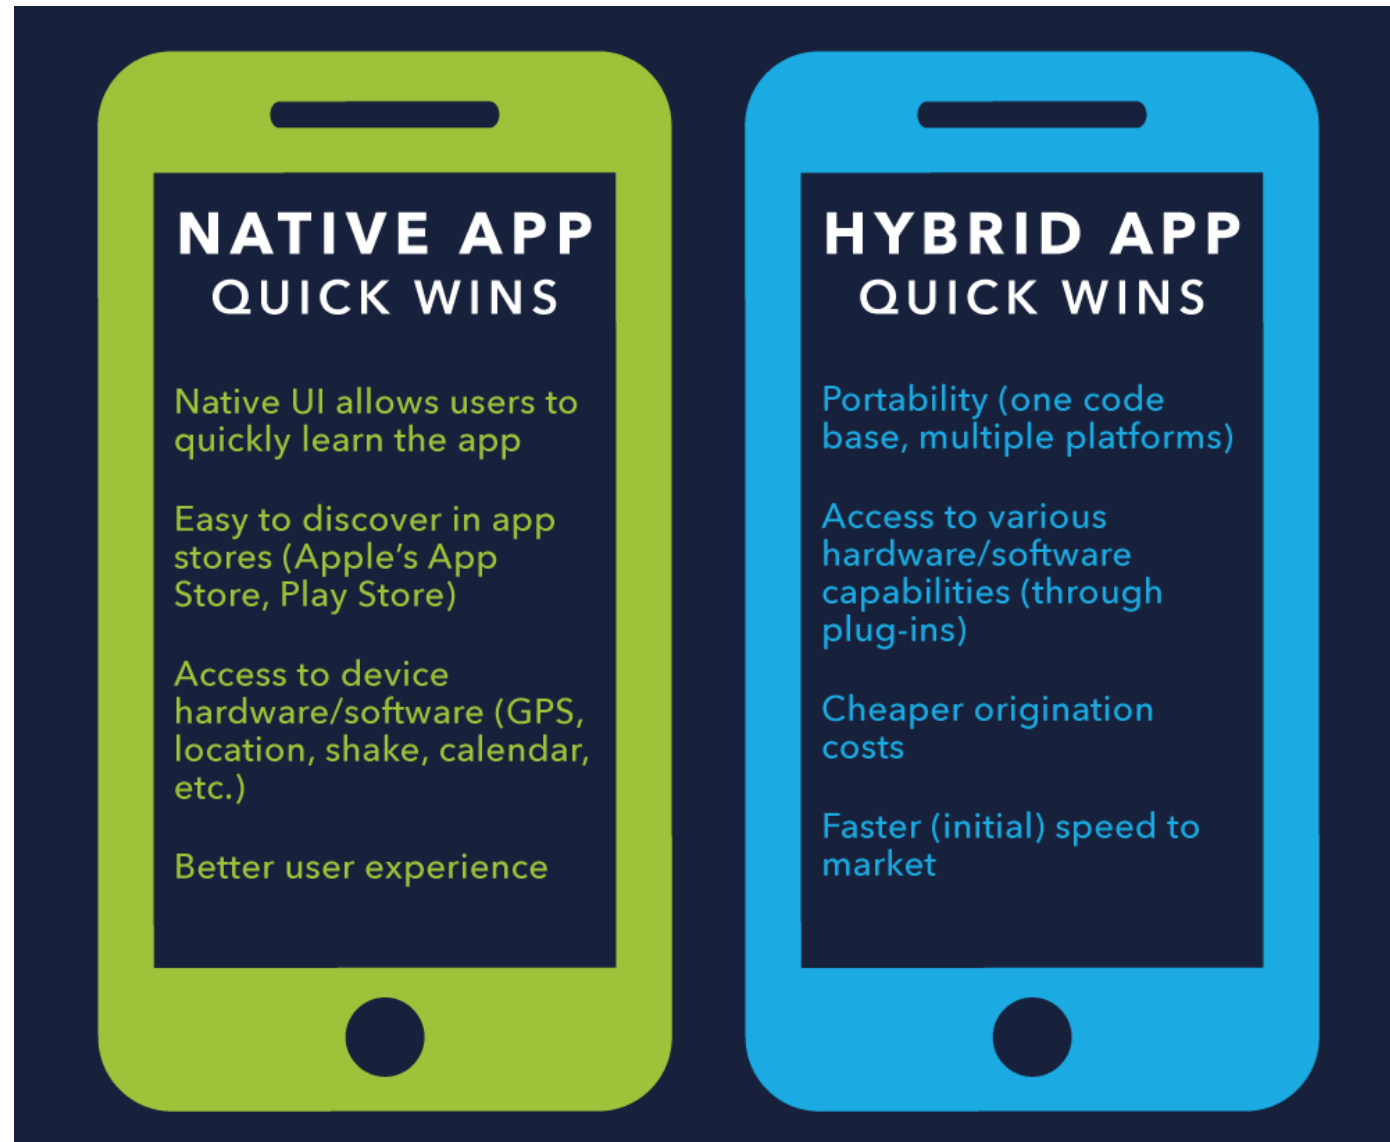 NATIVE APP
QUICK WINS
Native UI allows users to
quickly learn the app
Easy to discover in app
stores (Apple’s App
Store, Play Store)
Access to device
hardware/software (GPS,
location, shake, calendar,
etc.)
Better user experience
HYBRID APP
QUICK WINS
Portability (one code
base, multiple platforms)
Access to various
hardware/software
capabilities (through
plug-ins)
Cheaper origination
costs
Faster (initial) speed to
market